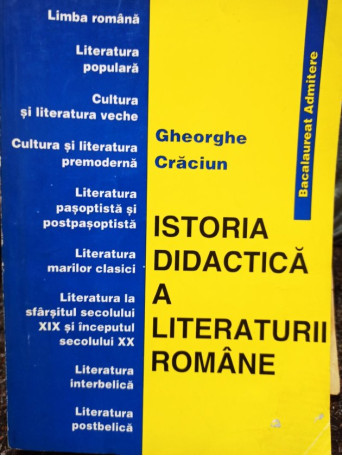 Limba română
Literatura
populară
Cultura
și literatura veche
Cultura și literatura
premodernă
Literatura
pașoptistă și
postpașoptistă
Literatura
marilor clasici
Literatura la
sfârșitul secolului
XIX și începutul
secolului XX
Literatura
interbelică
Literatura
postbelică
Gheorghe
Crăciun
Bacalaureat Admitere
ISTORIA
DIDACTICĂ
A
LITERATURII
ROMÂNE